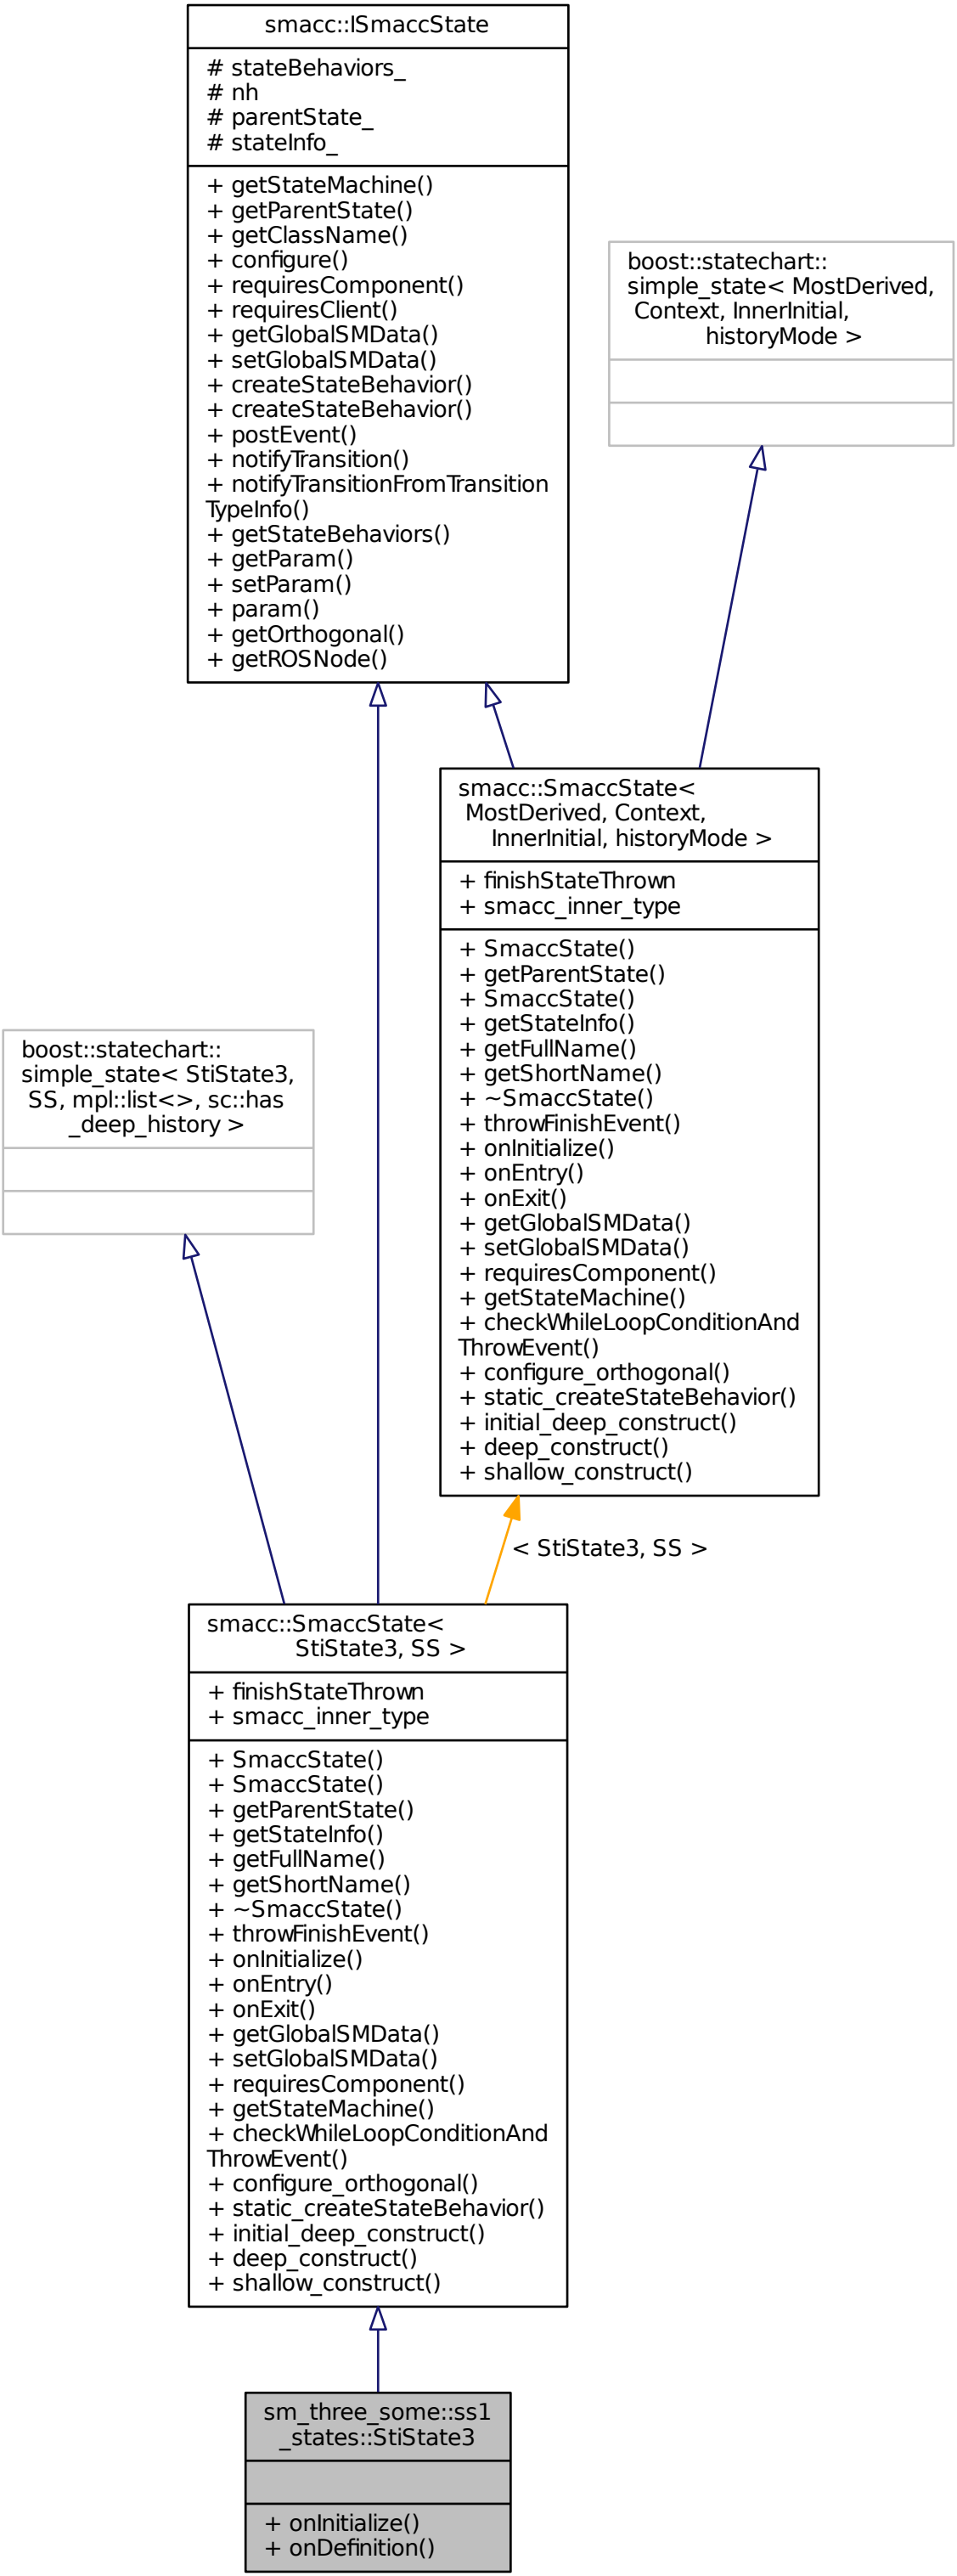 smacc::ISmaccState
# stateBehaviors_
# nh
# parentState_
# stateInfo_
+ getStateMachine()
+ getParentState()
+ getClassName()
+ configure()
+ requiresComponent()
+ requiresClient()
+ getGlobalSMData()
+ setGlobalSMData()
+ createStateBehavior()
+ createStateBehavior()
+ postEvent()
+ notifyTransition()
+ notifyTransitionFromTransition
TypeInfo()
+ getStateBehaviors()
+ getParam()
+ setParam()
+ param()
+ getOrthogonal()
+ getROSNode()
boost::statechart::
simple_state< MostDerived,
Context, InnerInitial,
historyMode >
smacc::SmaccState<
MostDerived, Context,
InnerInitial, historyMode >
+ finishStateThrown
+ smacc_inner_type
+ SmaccState()
+ getParentState()
+ SmaccState()
+ getStateInfo()
+ getFullName()
+ getShortName()
+ ~SmaccState()
+ throwFinishEvent()
+ onInitialize()
+ onEntry()
+ onExit()
+ getGlobalSMData()
+ setGlobalSMData()
+ requiresComponent()
+ getStateMachine()
+ checkWhileLoopConditionAnd
ThrowEvent()
+ configure_orthogonal()
+ static_createStateBehavior()
+ initial_deep_construct()
+ deep_construct()
+ shallow_construct()
boost::statechart::
simple_state< StiState3,
SS, mpl::list<>, sc::has
_deep_history >
< StiState3, SS >
smacc::SmaccState<
StiState3, SS >
+ finishStateThrown
+ smacc_inner_type
+ SmaccState()
+ SmaccState()
+ getParentState()
+ getStateInfo()
+ getFullName()
+ getShortName()
+ ~SmaccState()
+ throwFinishEvent()
+ onInitialize()
+ onEntry()
+ onExit()
+ getGlobalSMData()
+ setGlobalSMData()
+ requiresComponent()
+ getStateMachine()
+ checkWhileLoopConditionAnd
ThrowEvent()
+ configure_orthogonal()
+ static_createStateBehavior()
+ initial_deep_construct()
+ deep_construct()
+ shallow_construct()
sm_three_some::ss1
_states::StiState3
+ onInitialize()
+ onDefinition()